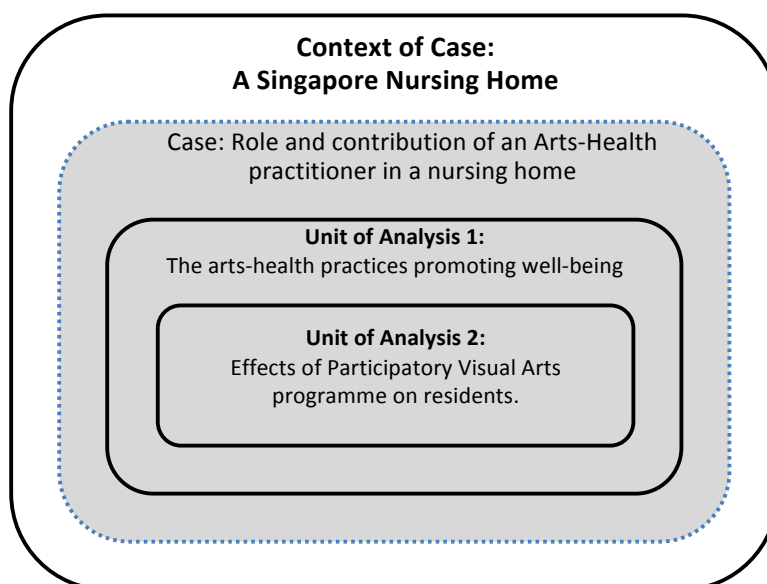 Context of Case:
A Singapore Nursing Home
Case: Role and contribution of an Arts-Health
practitioner in a nursing home
Unit of Analysis 1:
The arts-health practices promoting well-being
Unit of Analysis 2:
Effects of Participatory Visual Arts
programme on residents.